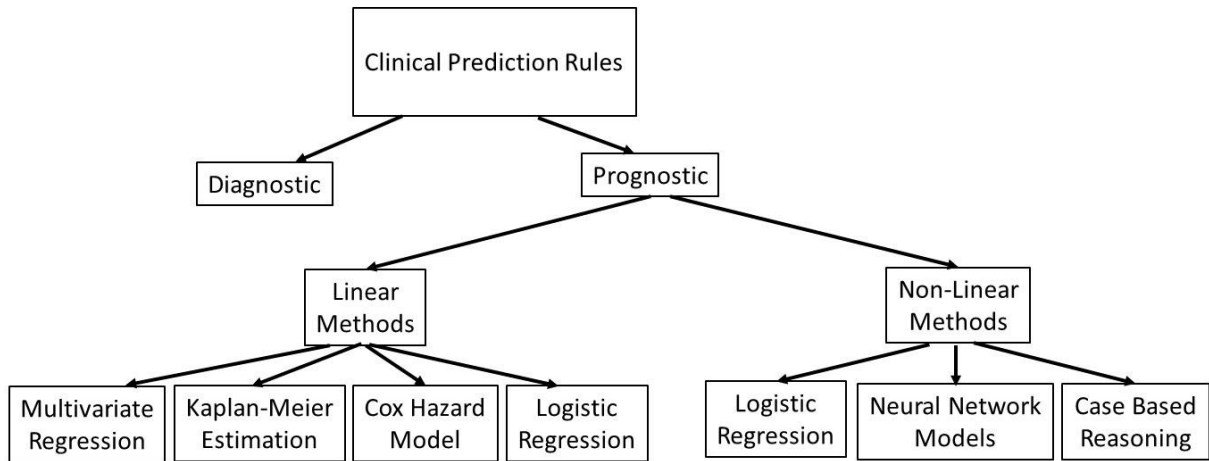 Clinical Prediction Rules
Diagnostic
Prognostic
Linear
Methods
Non-Linear
Methods
Multivariate
Regression
Kaplan-Meier
Estimation
Cox Hazard
Model
Logistic
Regression
Logistic
Regression
Neural Network
Models
Case Based
Reasoning